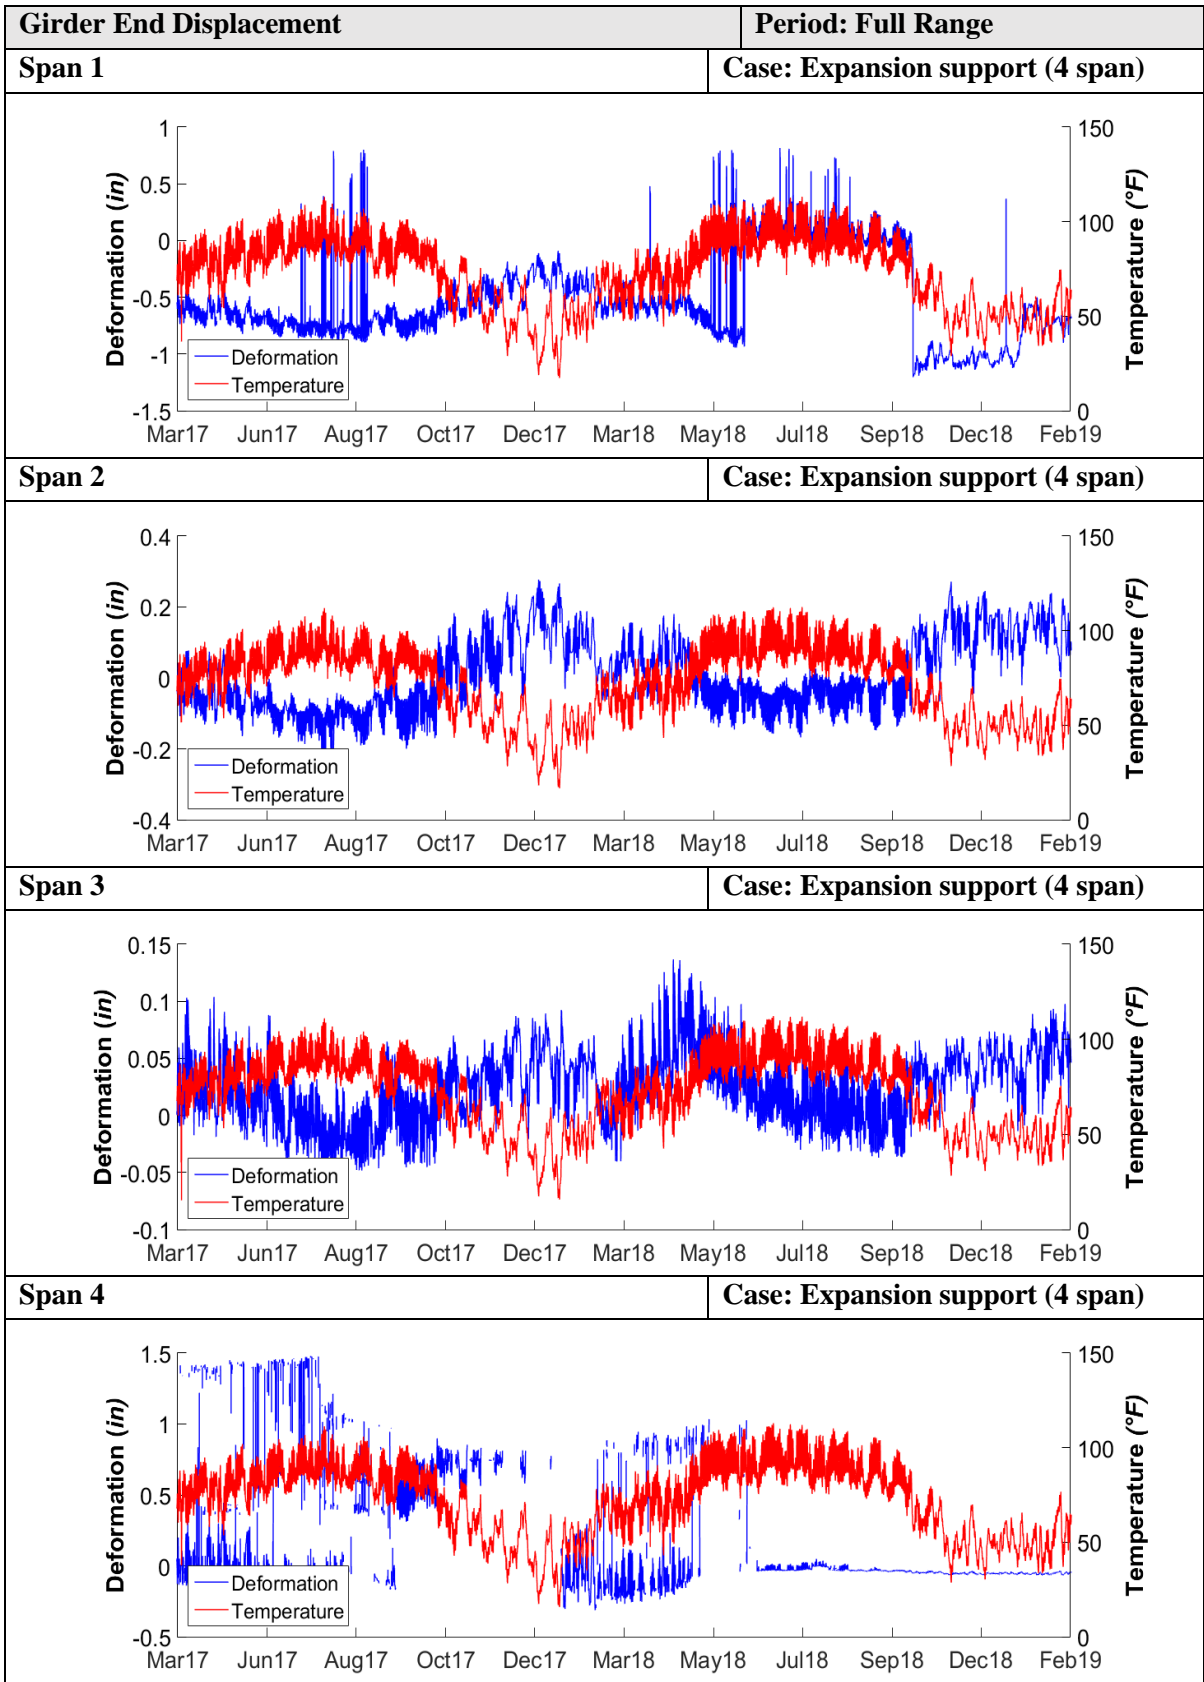 Girder End Displacement Period: Full Range
Span 1 Case: Expansion support (4 span)
1
0.5
0
-0.5
-1
-1.5
Deformation (in)
150
100
50
0
Temperature (°F)
Deformation
Temperature
Mar17 Jun17 Aug17 Oct17 Dec17 Mar18 May18 Jul18 Sep18 Dec18 Feb19
Span 2 Case: Expansion support (4 span)
0.4
0.2
0
-0.2
-0.4
Deformation (in)
150
100
50
0
Temperature (°F)
Deformation
Temperature
Mar17 Jun17 Aug17 Oct17 Dec17 Mar18 May18 Jul18 Sep18 Dec18 Feb19
Span 3 Case: Expansion support (4 span)
0.15
0.1
0.05
0
-0.05
-0.1
Deformation (in)
150
100
50
0
Temperature (°F)
Deformation
Temperature
Mar17 Jun17 Aug17 Oct17 Dec17 Mar18 May18 Jul18 Sep18 Dec18 Feb19
Span 4 Case: Expansion support (4 span)
1.5
1
0.5
0
-0.5
Deformation (in)
150
100
50
0
Temperature (°F)
Deformation
Temperature
Mar17 Jun17 Aug17 Oct17 Dec17 Mar18 May18 Jul18 Sep18 Dec18 Feb19